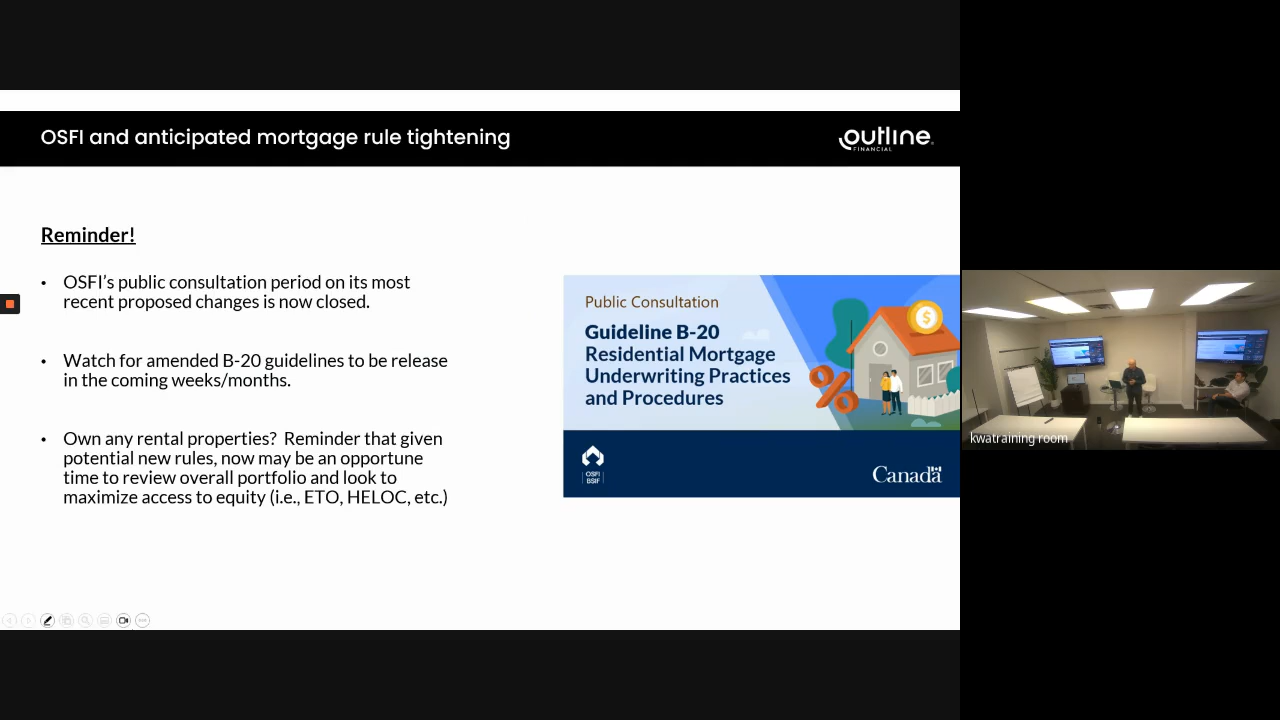 OSFI and anticipated mortgage rule tightening
outline
FINANCIAL
Reminder!
• OSFI's public consultation period on its most
recent proposed changes is now closed.
• Watch for amended B-20 guidelines to be release
in the coming weeks/months.
• Own any rental properties? Reminder that given
potential new rules, now may be an opportune
time to review overall portfolio and look to
maximize access to equity (i.e., ETO, HELOC, etc.)
Public Consultation
Guideline B-20
Residential Mortgage
Underwriting Practices
and Procedures
$
%
OSFI
BSIF
Canada
kwatraining room